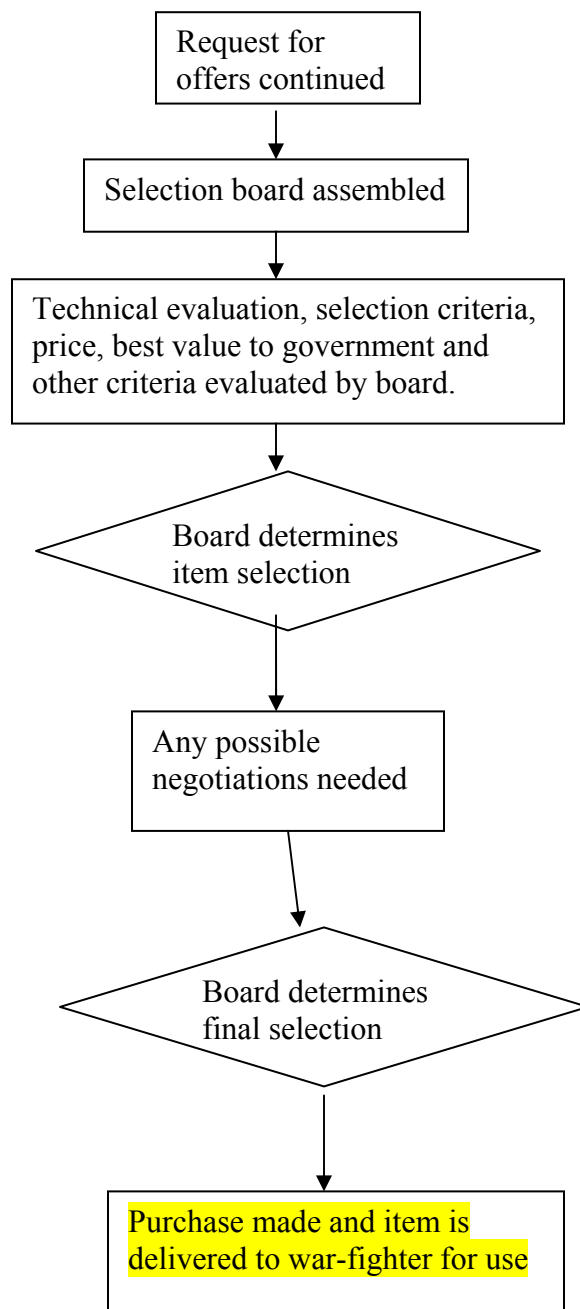 Request for
offers continued
Selection board assembled
Technical evaluation, selection criteria,
price, best value to government and
other criteria evaluated by board.
Board determines
item selection
Any possible
negotiations needed
Board determines
final selection
Purchase made and item is
delivered to war-fighter for use